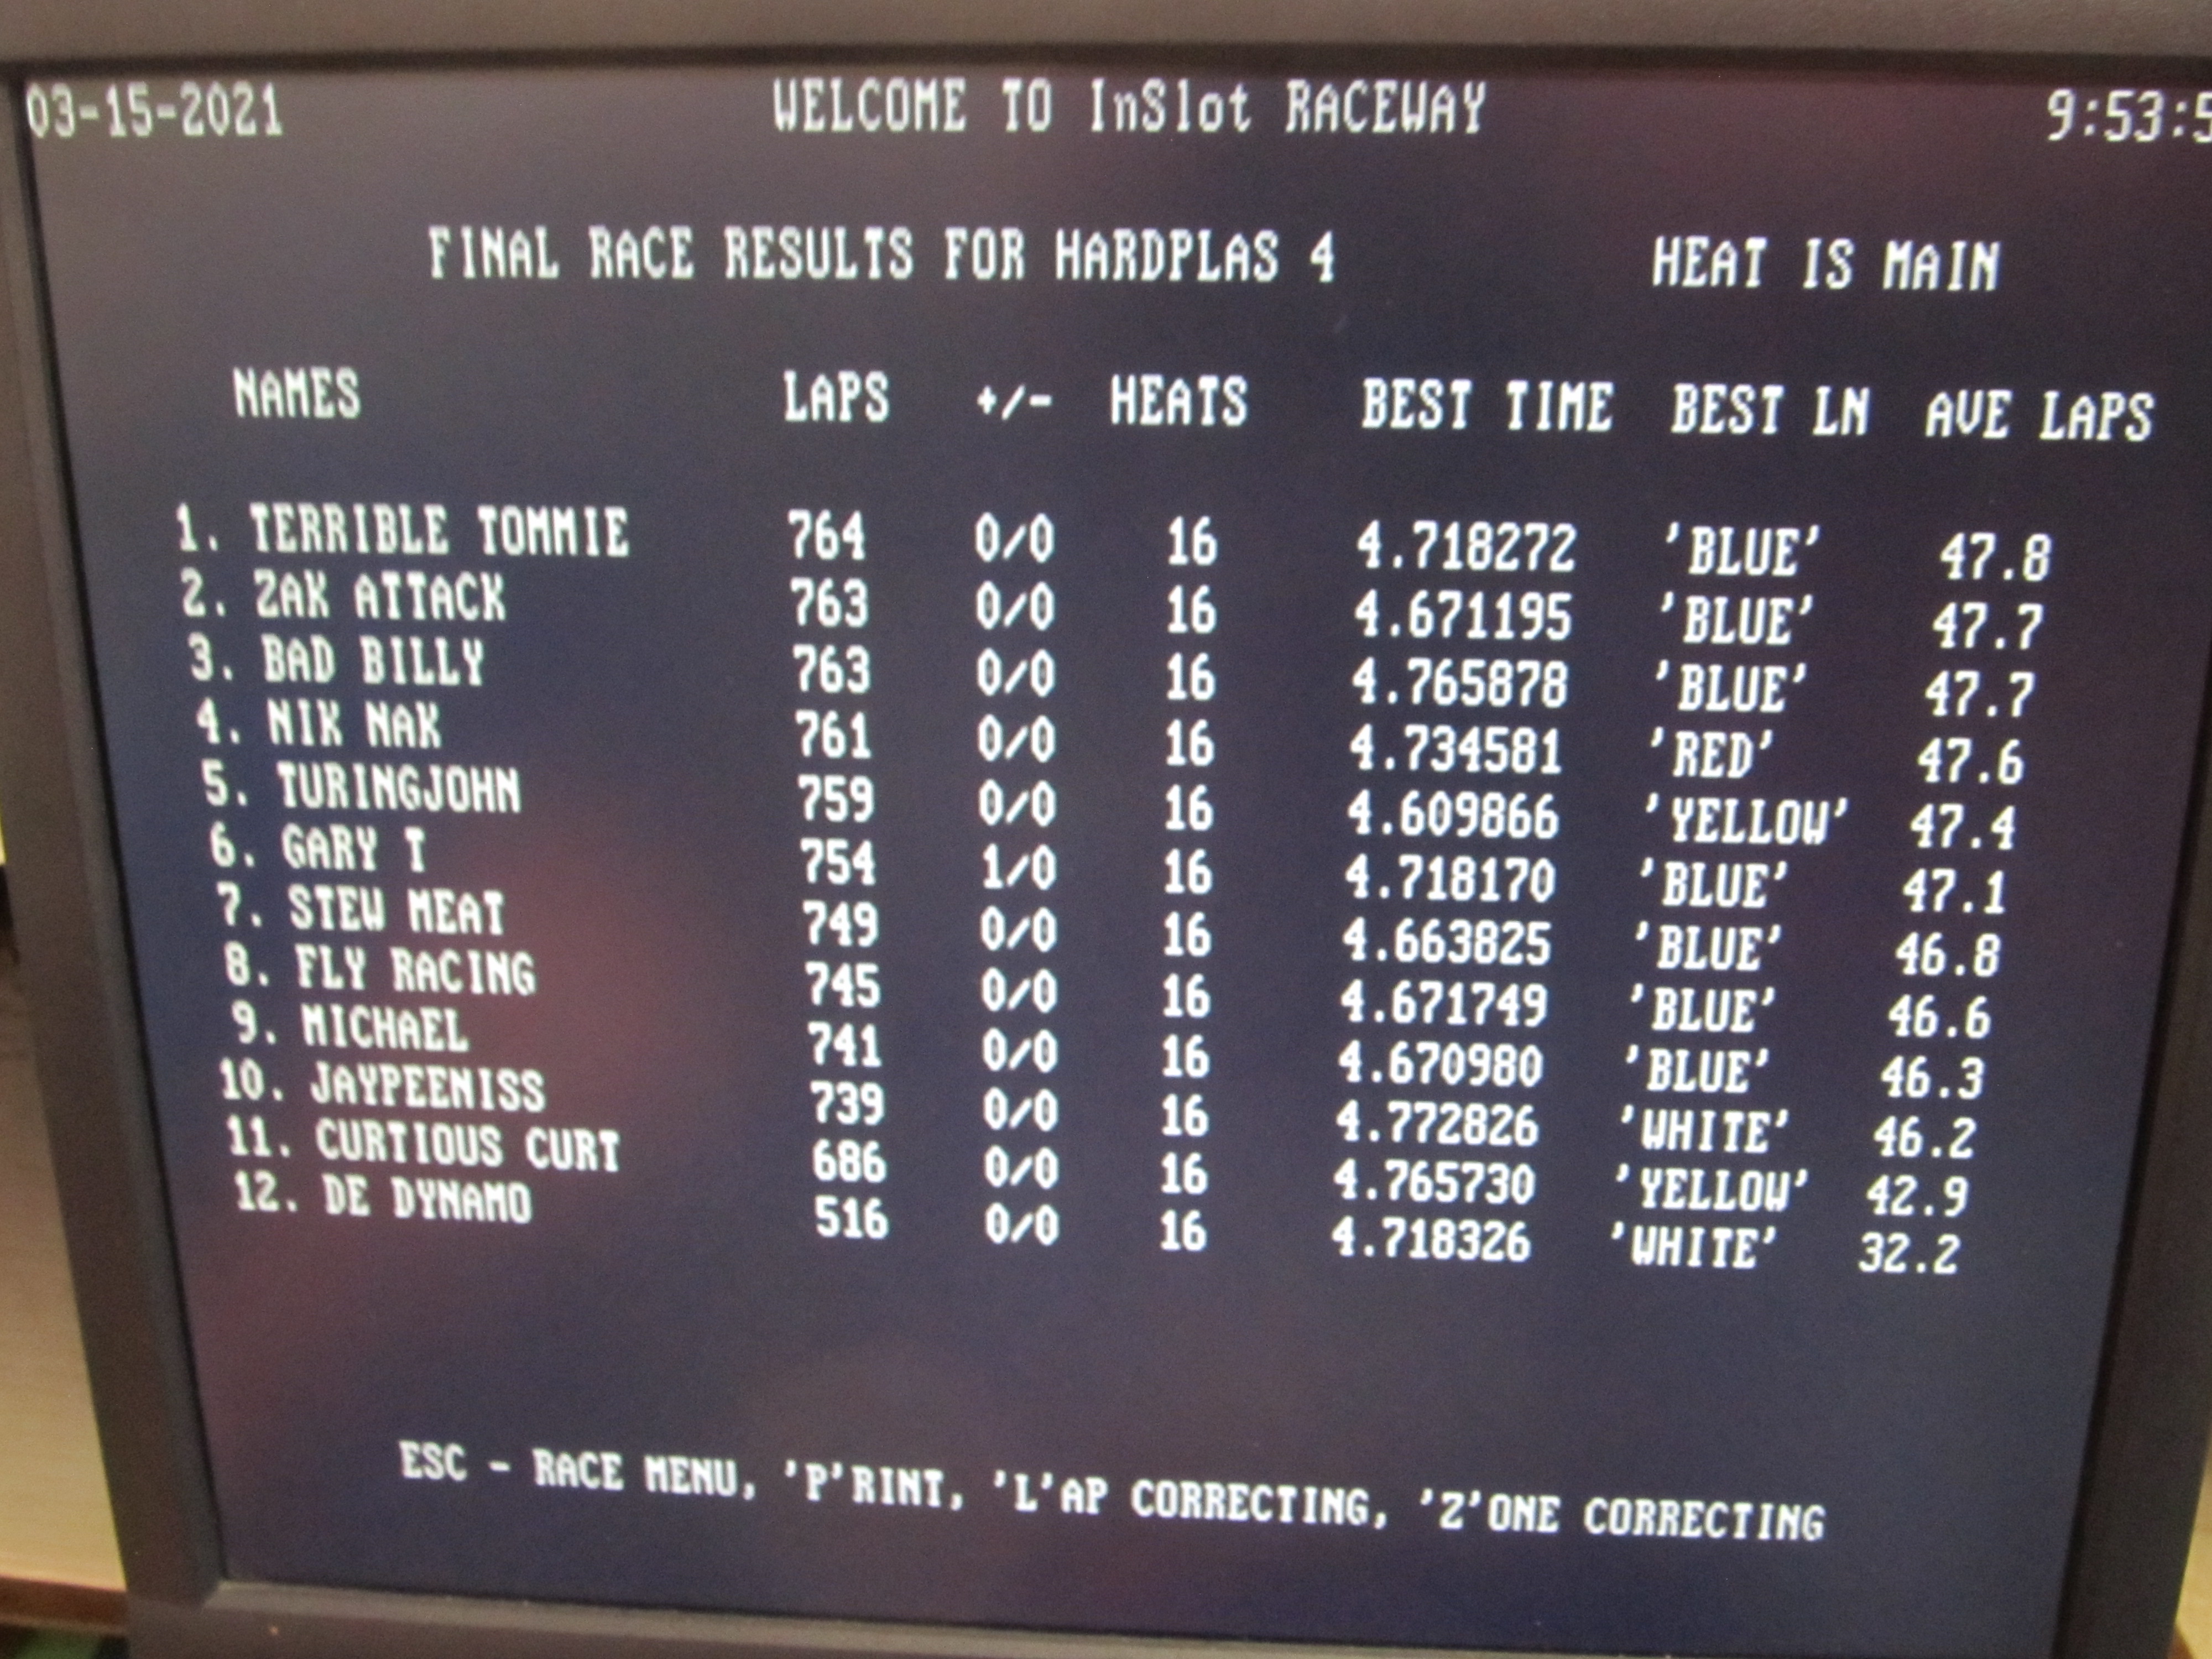 03-15-2021 WELCOME TO InSlot RACEWAY 9:53:5
FINAL RACE RESULTS FOR HARDPLAS 4 HEAT IS MAIN
NAMES LAPS +/- HEATS BEST TIME BEST LN AVE LAPS
1. TERRIBLE TOMMIE 764 0/0 16 4.718272 'BLUE' 47.8
2. ZAK ATTACK 763 0/0 16 4.671195 'BLUE' 47.7
3. BAD BILLY 763 0/0 16 4.765878 'BLUE' 47.7
4. NIK NAK 761 0/0 16 4.734581 'RED' 47.6
5. TURINGJOHN 759 0/0 16 4.609866 'YELLOW' 47.4
6. GARY T 754 1/0 16 4.718170 'BLUE' 47.1
7. STEW MEAT 749 0/0 16 4.663825 'BLUE' 46.8
8. FLY RACING 745 0/0 16 4.671749 'BLUE' 46.6
9. MICHAEL 741 0/0 16 4.670980 'BLUE' 46.3
10. JAYPEENISS 739 0/0 16 4.772826 'WHITE' 46.2
11. CURTIOUS CURT 686 0/0 16 4.765730 'YELLOW' 42.9
12. DE DYNAMO 516 0/0 16 4.718326 'WHITE' 32.2
ESC - RACE MENU, 'P'RINT, 'L'AP CORRECTING, 'Z'ONE CORRECTING